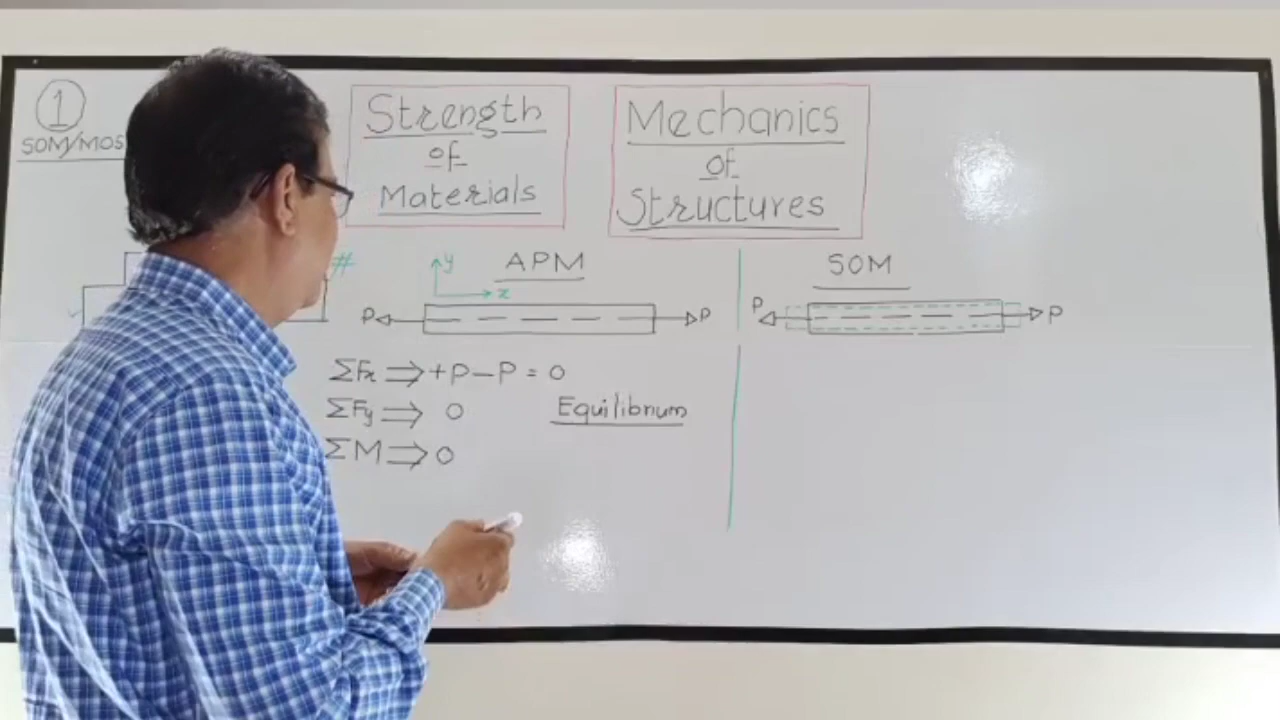 1
SOM/MOS
Strength
of
Materials
Mechanics
of
Structures
#
y
x
APM
P
P
ΣFx ⇒ +P–P = 0
ΣFy ⇒ 0
Equilibrium
ΣM ⇒ 0
SOM
P
P